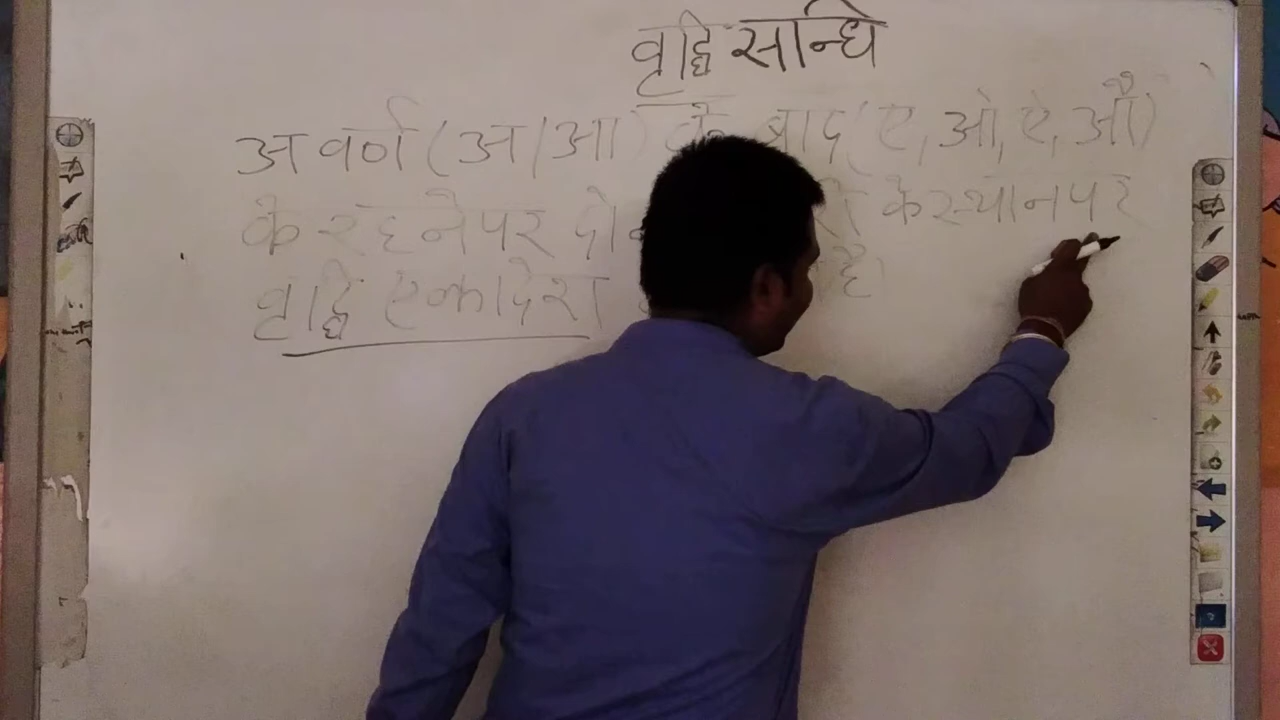 वृद्धि सन्धि
अ वर्ण (अ/आ) के बाद (ए, ओ, ऐ, औ)
के रहने पर के स्थान पर
वृद्धि एकादेश है।